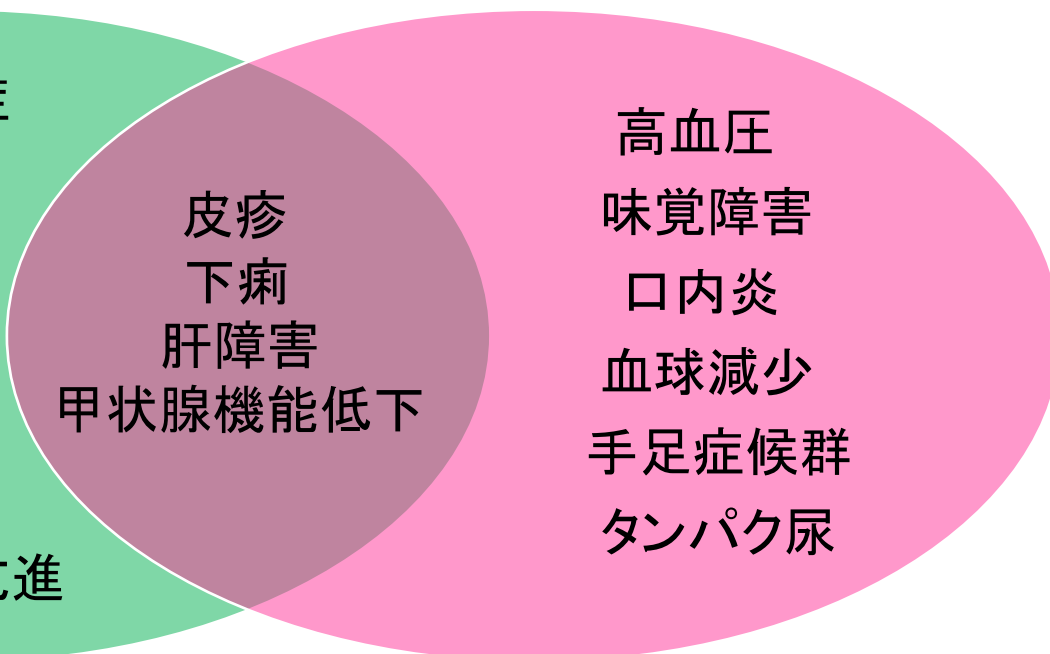 皮疹
下痢
肝障害
甲状腺機能低下
進
高血圧
味覚障害
口内炎
血球減少
手足症候群
タンパク尿